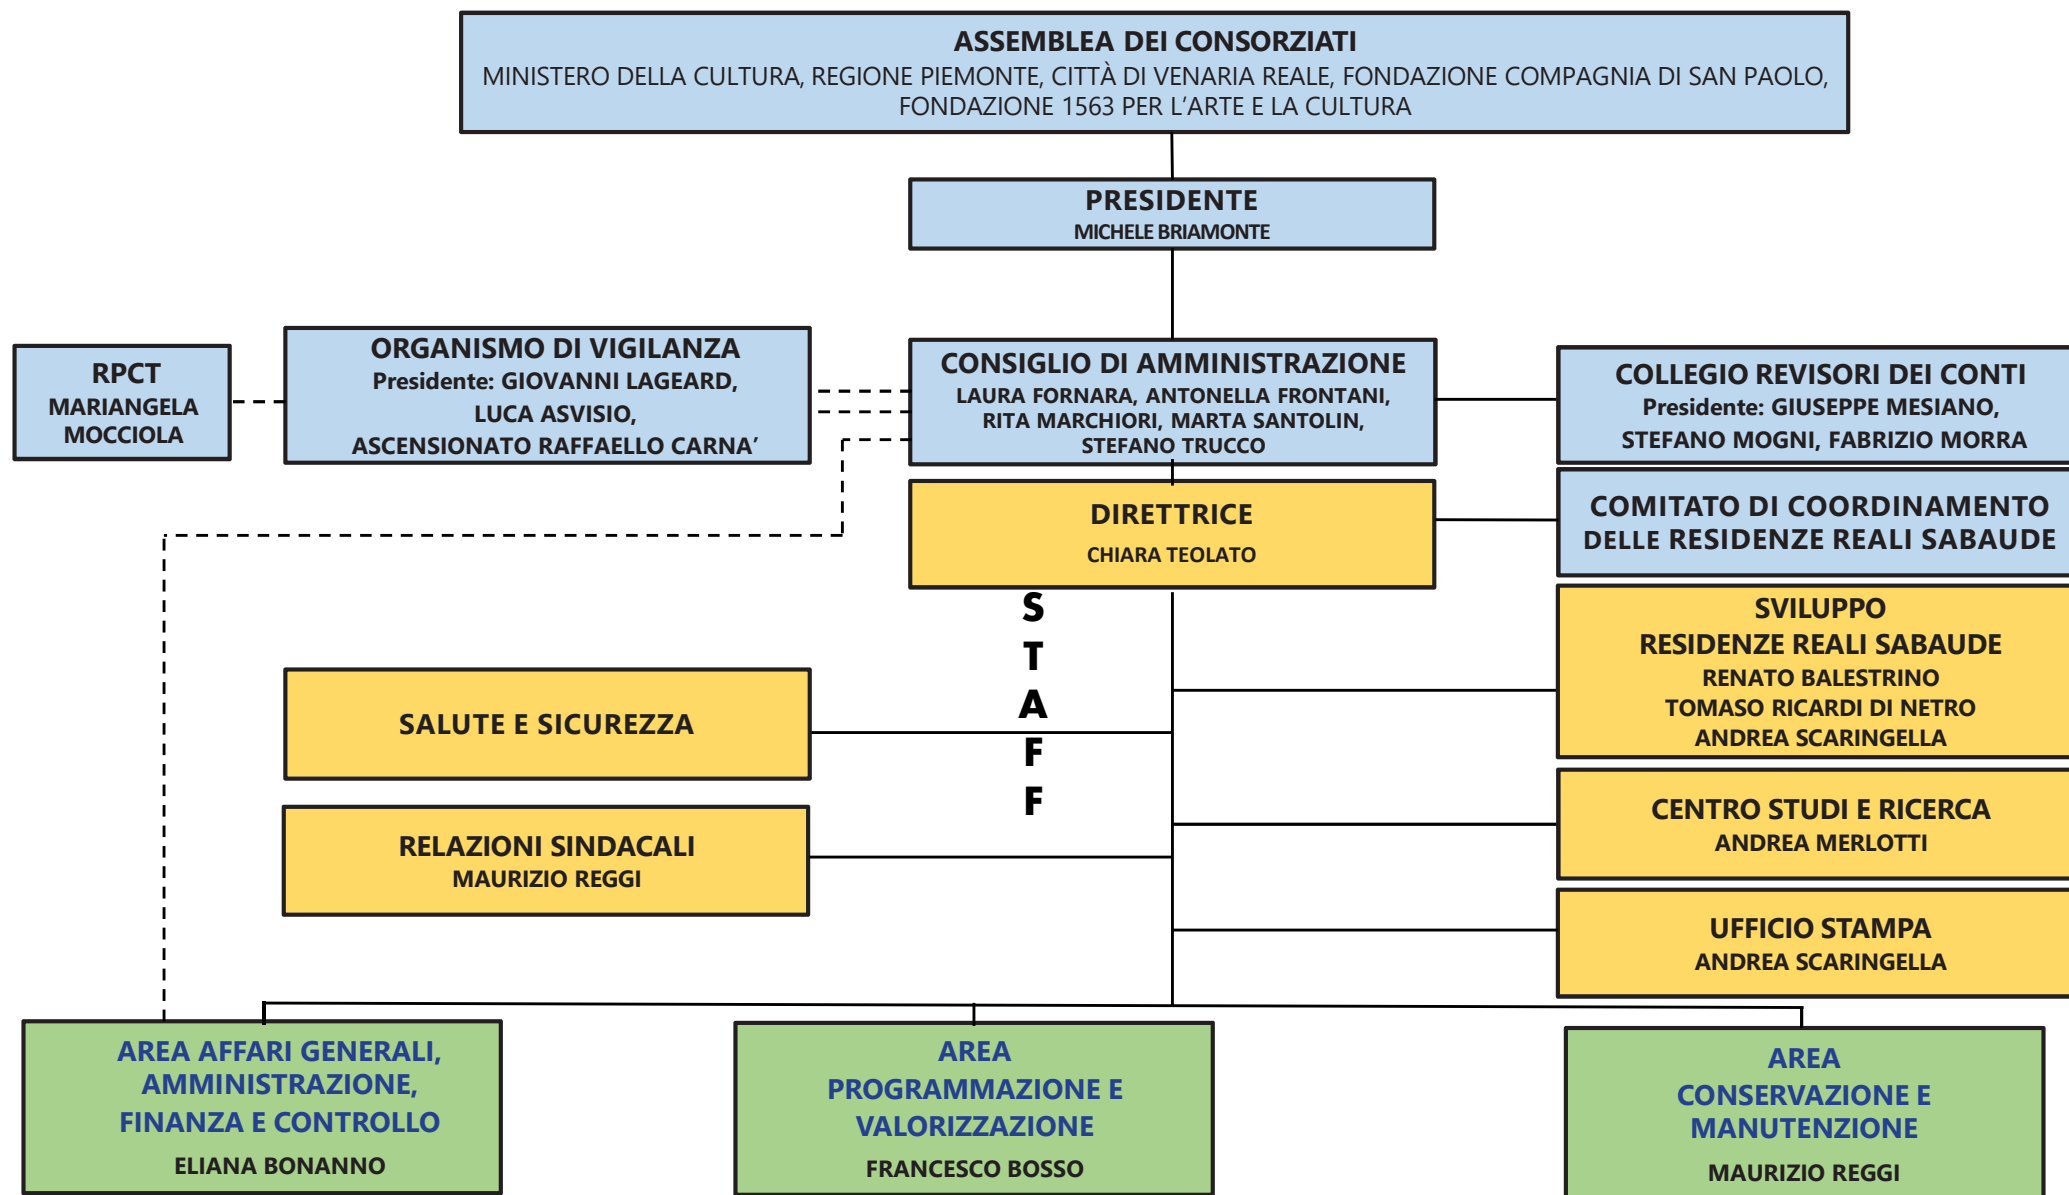 ASSEMBLEA DEI CONSORZIATI
MINISTERO DELLA CULTURA, REGIONE PIEMONTE, CITTÀ DI VENARIA REALE, FONDAZIONE COMPAGNIA DI SAN PAOLO,
FONDAZIONE 1563 PER L'ARTE E LA CULTURA
PRESIDENTE
MICHELE BRIAMONTE
RPCT
MARIANGELA
MOCCIOLA
ORGANISMO DI VIGILANZA
Presidente: GIOVANNI LAGEARD,
LUCA ASVISIO,
ASCENSIONATO RAFFAELLO CARNA’
CONSIGLIO DI AMMINISTRAZIONE
LAURA FORNARA, ANTONELLA FRONTANI,
RITA MARCHIORI, MARTA SANTOLIN,
STEFANO TRUCCO
COLLEGIO REVISORI DEI CONTI
Presidente: GIUSEPPE MESIANO,
STEFANO MOGNI, FABRIZIO MORRA
DIRETTRICE
CHIARA TEOLATO
COMITATO DI COORDINAMENTO
DELLE RESIDENZE REALI SABAUDE
S
T
A
F
F
SVILUPPO
RESIDENZE REALI SABAUDE
RENATO BALESTRINO
TOMASO RICARDI DI NETRO
ANDREA SCARINGELLA
SALUTE E SICUREZZA
CENTRO STUDI E RICERCA
ANDREA MERLOTTI
RELAZIONI SINDACALI
MAURIZIO REGGI
UFFICIO STAMPA
ANDREA SCARINGELLA
AREA AFFARI GENERALI,
AMMINISTRAZIONE,
FINANZA E CONTROLLO
ELIANA BONANNO
AREA
PROGRAMMAZIONE E
VALORIZZAZIONE
FRANCESCO BOSSO
AREA
CONSERVAZIONE E
MANUTENZIONE
MAURIZIO REGGI